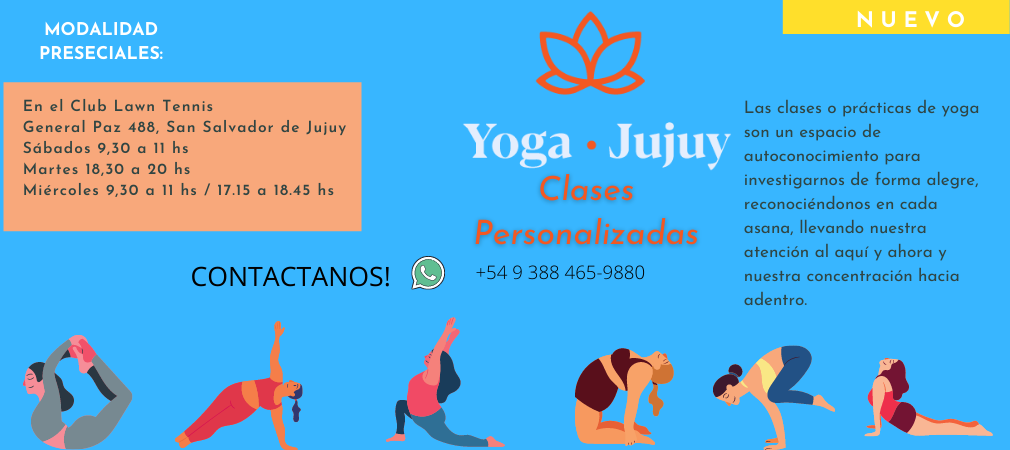 MODALIDAD
PRESECIALES:
En el Club Lawn Tennis
General Paz 488, San Salvador de Jujuy
Sábados 9,30 a 11 hs
Martes 18,30 a 20 hs
Miércoles 9,30 a 11 hs / 17.15 a 18.45 hs
Yoga • Jujuy
Clases
Personalizadas
CONTACTANOS!
+54 9 388 465-9880
NUEVO
Las clases o prácticas de yoga
son un espacio de
autoconocimiento para
investigarnos de forma alegre,
reconociéndonos en cada
asana, llevando nuestra
atención al aquí y ahora y
nuestra concentración hacia
adentro.